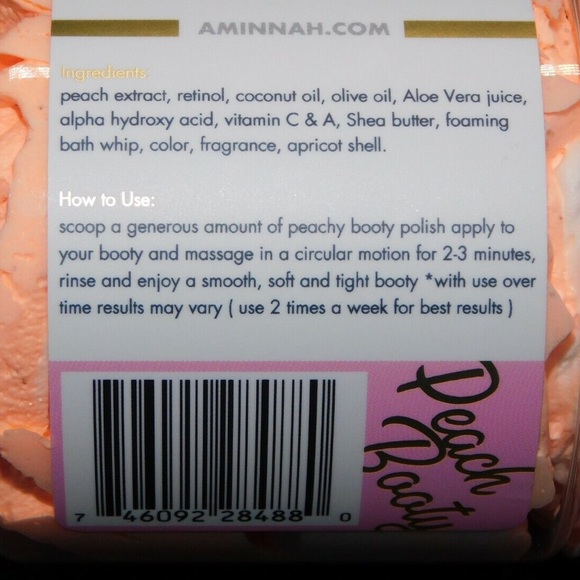 AMINNAH.COM
Ingredients:
peach extract, retinol, coconut oil, olive oil, Aloe Vera juice,
alpha hydroxy acid, vitamin C & A, Shea butter, foaming
bath whip, color, fragrance, apricot shell.
How to Use:
scoop a generous amount of peachy booty polish apply to
your booty and massage in a circular motion for 2-3 minutes,
rinse and enjoy a smooth, soft and tight booty *with use over
time results may vary ( use 2 times a week for best results )
7 46092 28488 0
Peach
Booty